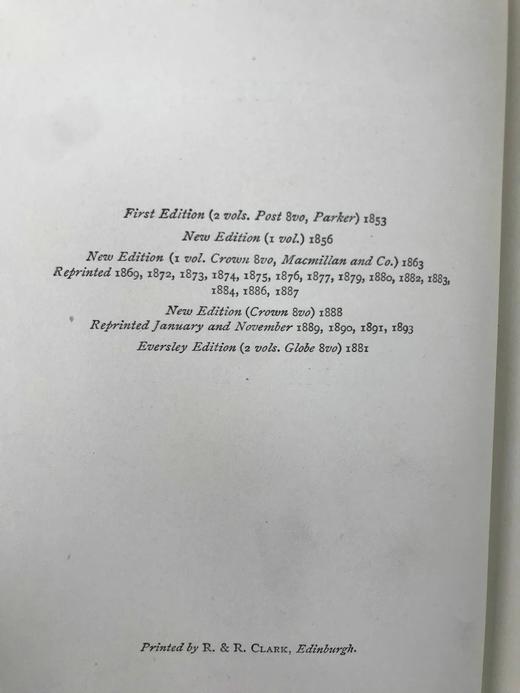 First Edition (2 vols. Post 8vo, Parker) 1853
New Edition (1 vol.) 1856
New Edition (1 vol. Crown 8vo, Macmillan and Co.) 1863
Reprinted 1869, 1872, 1873, 1874, 1875, 1876, 1877, 1879, 1880, 1882, 1883,
1884, 1886, 1887
New Edition (Crown 8vo) 1888
Reprinted January and November 1889, 1890, 1891, 1893
Eversley Edition (2 vols. Globe 8vo) 1881
Printed by R. & R. CLARK, Edinburgh.